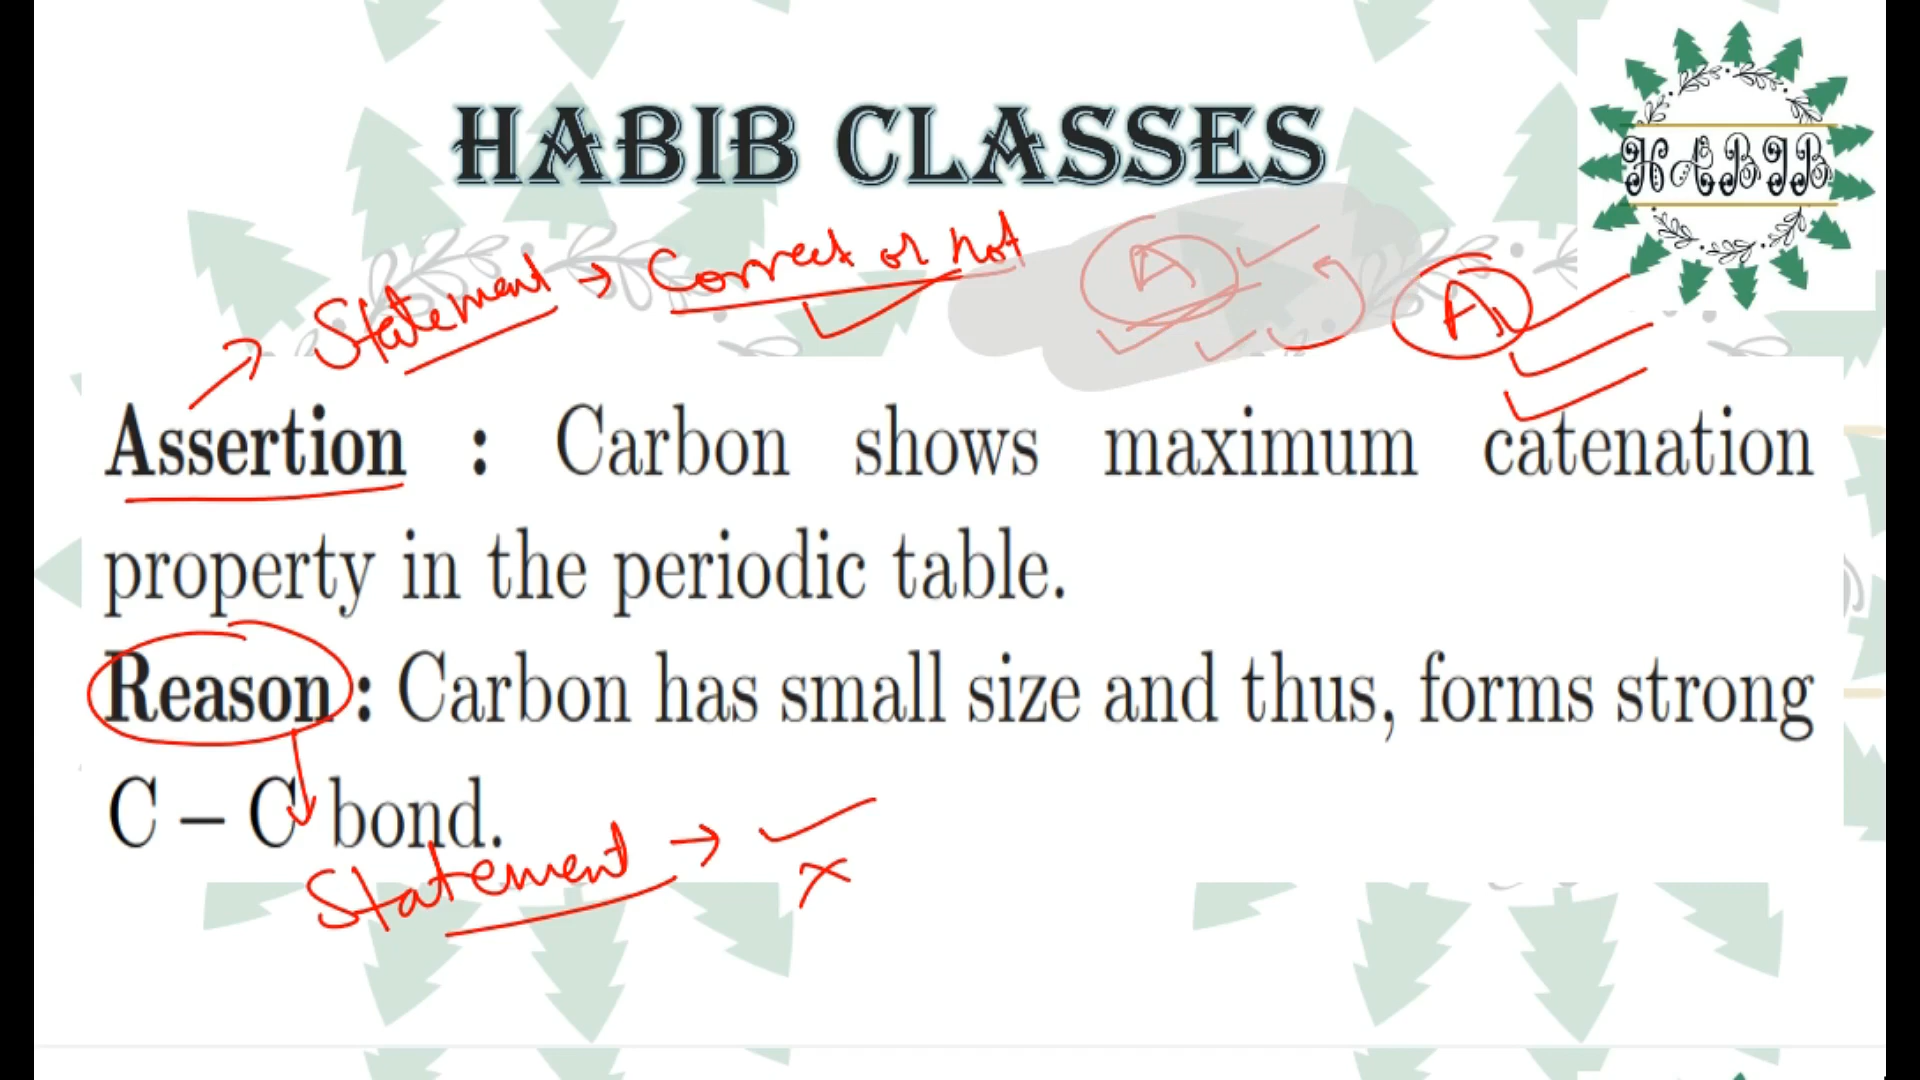 HABIB CLASSES
HABIB
Statement → Correct or not
A ✓
A ✓
Assertion : Carbon shows maximum catenation
property in the periodic table.
Reason : Carbon has small size and thus, forms strong
C – C bond.
Statement → ✓
×